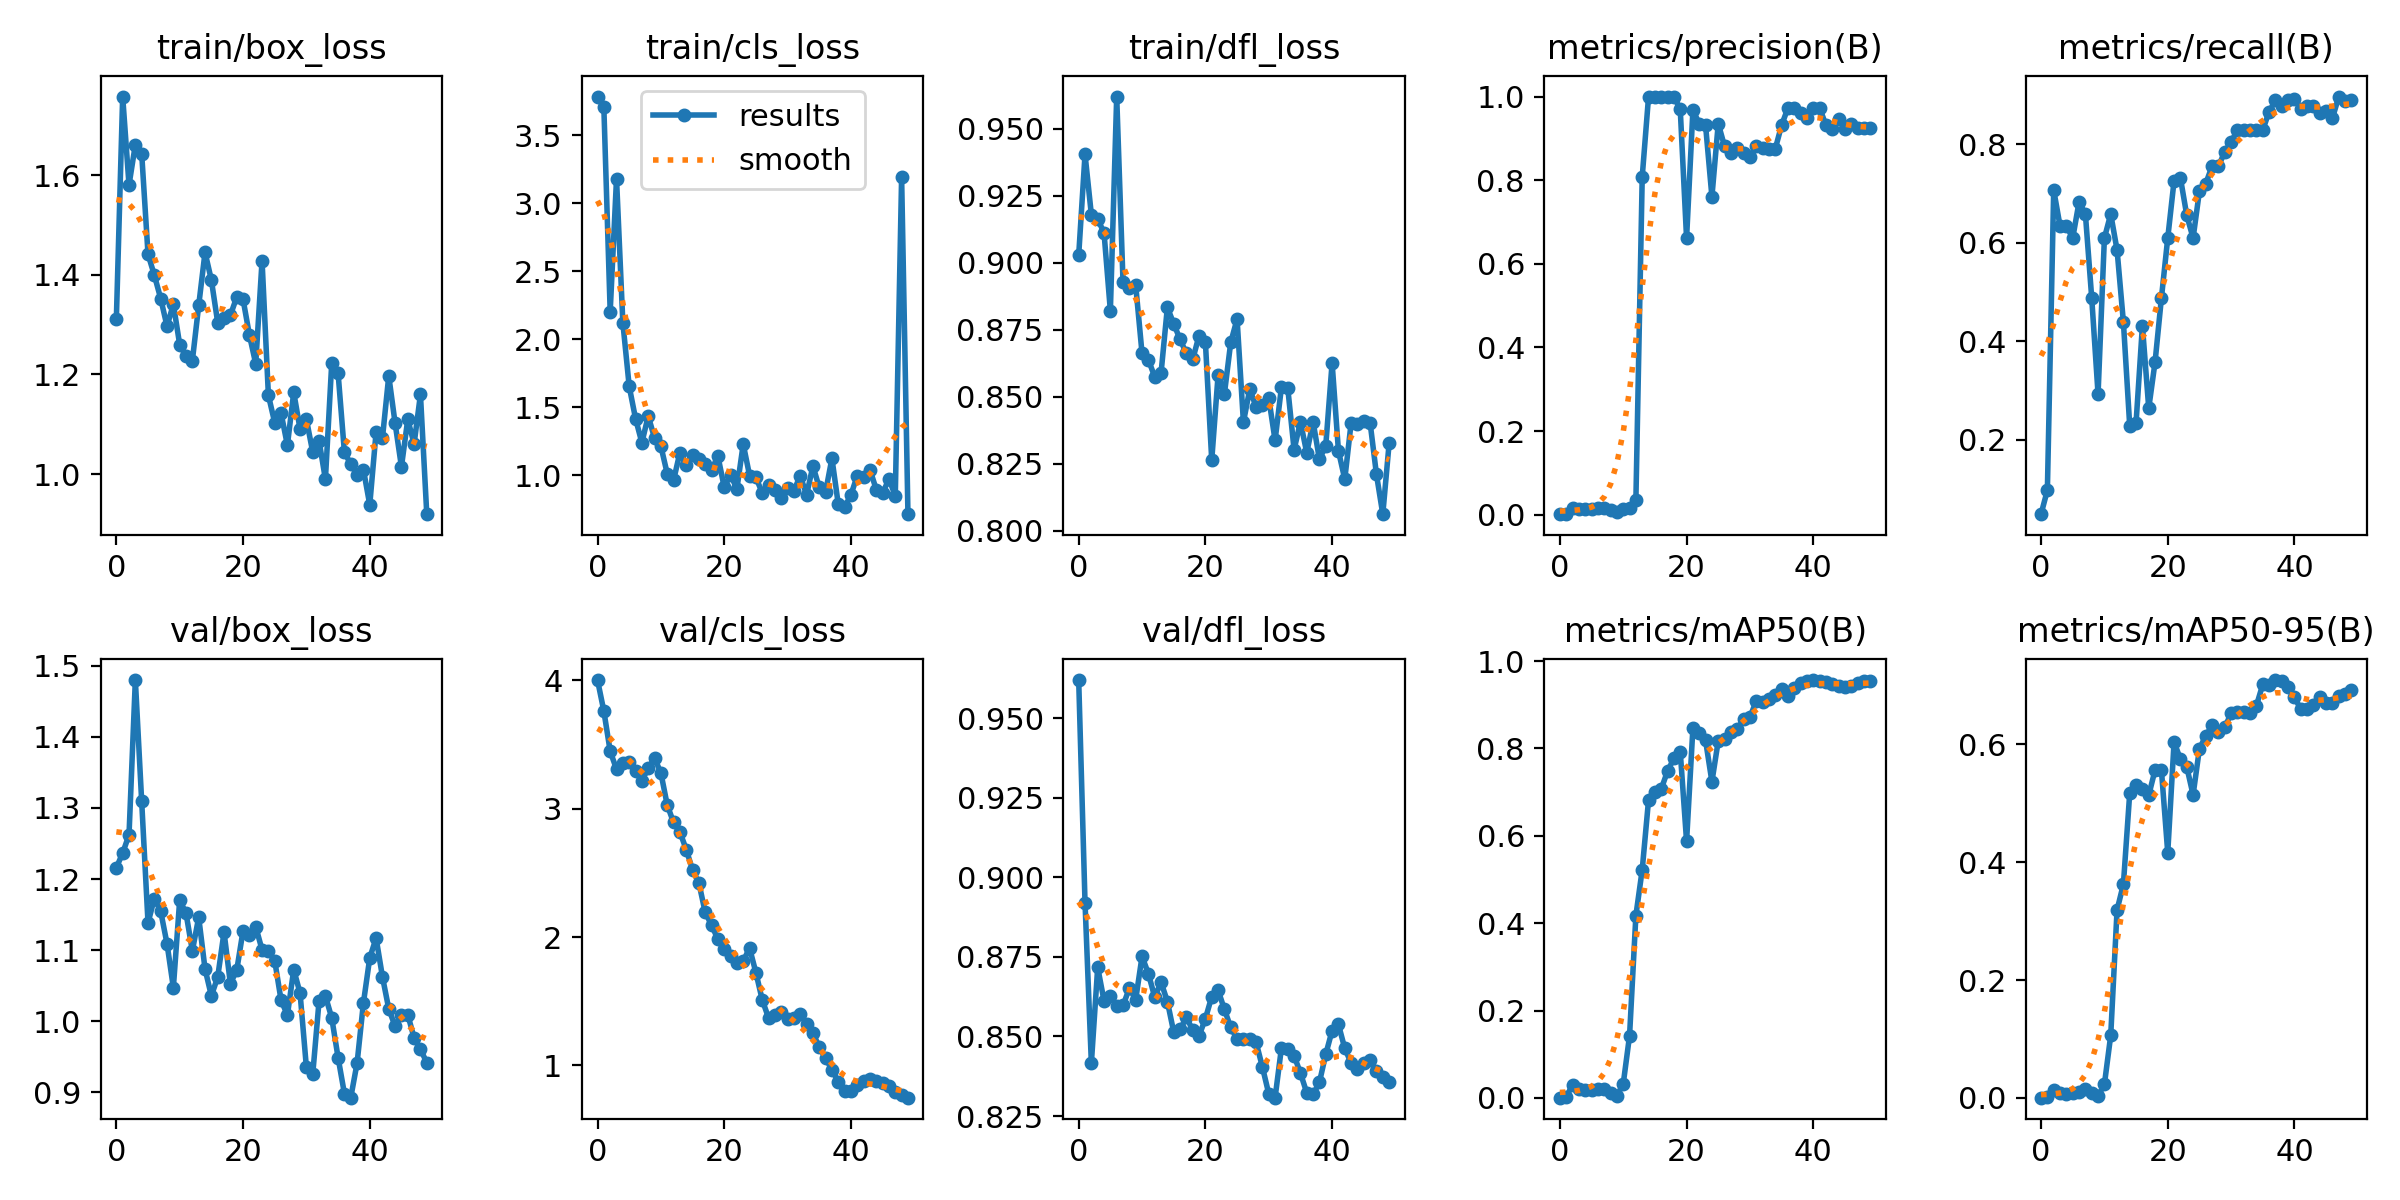 train/box_loss
1.6
1.4
1.2
1.0
0 20 40
train/cls_loss
results
smooth
3.5
3.0
2.5
2.0
1.5
1.0
0 20 40
train/dfl_loss
0.950
0.925
0.900
0.875
0.850
0.825
0.800
0 20 40
metrics/precision(B)
1.0
0.8
0.6
0.4
0.2
0.0
0 20 40
metrics/recall(B)
0.8
0.6
0.4
0.2
0 20 40
val/box_loss
1.5
1.4
1.3
1.2
1.1
1.0
0.9
0 20 40
val/cls_loss
4
3
2
1
0 20 40
val/dfl_loss
0.950
0.925
0.900
0.875
0.850
0.825
0 20 40
metrics/mAP50(B)
1.0
0.8
0.6
0.4
0.2
0.0
0 20 40
metrics/mAP50-95(B)
0.6
0.4
0.2
0.0
0 20 40